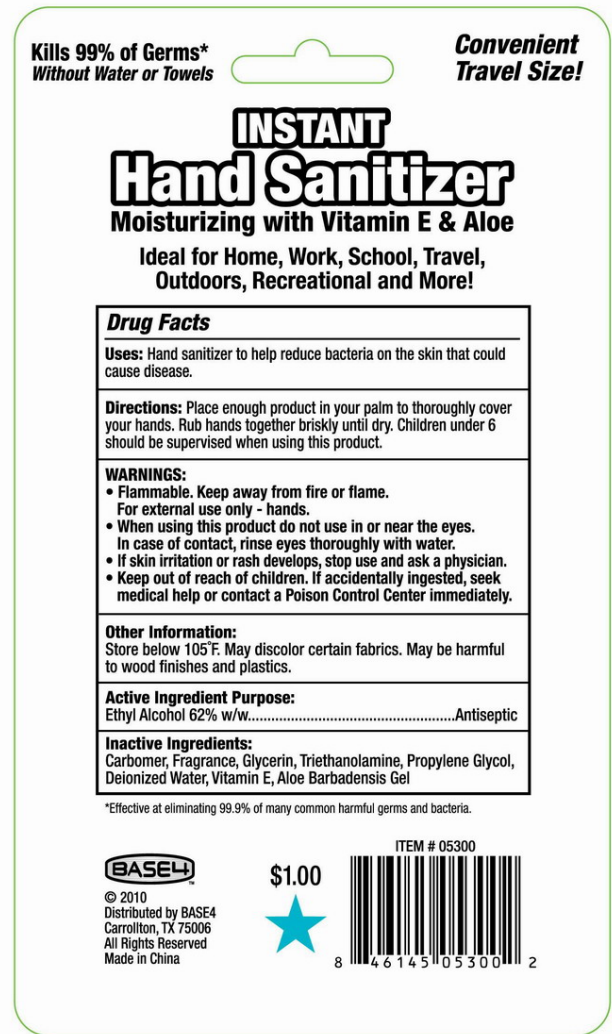 Kills 99% of Germs*
Without Water or Towels
Convenient
Travel Size!
INSTANT
Hand Sanitizer
Moisturizing with Vitamin E & Aloe
Ideal for Home, Work, School, Travel,
Outdoors, Recreational and More!
Drug Facts
Uses: Hand sanitizer to help reduce bacteria on the skin that could
cause disease.
Directions: Place enough product in your palm to thoroughly cover
your hands. Rub hands together briskly until dry. Children under 6
should be supervised when using this product.
WARNINGS:
• Flammable. Keep away from fire or flame.
For external use only - hands.
• When using this product do not use in or near the eyes.
In case of contact, rinse eyes thoroughly with water.
• If skin irritation or rash develops, stop use and ask a physician.
• Keep out of reach of children. If accidentally ingested, seek
medical help or contact a Poison Control Center immediately.
Other Information:
Store below 105˚F. May discolor certain fabrics. May be harmful
to wood finishes and plastics.
Active Ingredient Purpose:
Ethyl Alcohol 62% w/w.....................................................Antiseptic
Inactive Ingredients:
Carbomer, Fragrance, Glycerin, Triethanolamine, Propylene Glycol,
Deionized Water, Vitamin E, Aloe Barbadensis Gel
*Effective at eliminating 99.9% of many common harmful germs and bacteria.
BASE4™
© 2010
Distributed by BASE4
Carrollton, TX 75006
All Rights Reserved
Made in China
$1.00
ITEM # 05300
8 46145 05300 2